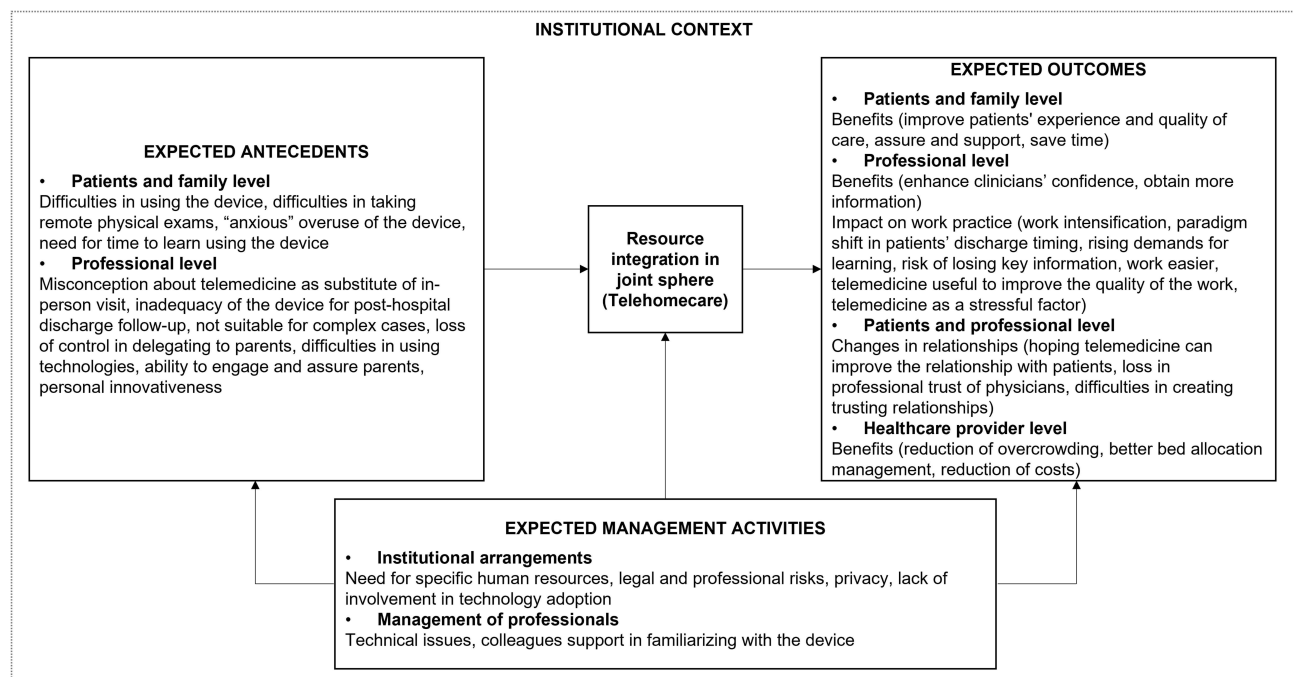 INSTITUTIONAL CONTEXT
EXPECTED ANTECEDENTS
• Patients and family level
Difficulties in using the device, difficulties in taking
remote physical exams, “anxious” overuse of the device,
need for time to learn using the device
• Professional level
Misconception about telemedicine as substitute of in-
person visit, inadequacy of the device for post-hospital
discharge follow-up, not suitable for complex cases, loss
of control in delegating to parents, difficulties in using
technologies, ability to engage and assure parents,
personal innovativeness
Resource
integration in
joint sphere
(Telehomecare)
EXPECTED OUTCOMES
• Patients and family level
Benefits (improve patients' experience and quality of
care, assure and support, save time)
• Professional level
Benefits (enhance clinicians’ confidence, obtain more
information)
Impact on work practice (work intensification, paradigm
shift in patients’ discharge timing, rising demands for
learning, risk of losing key information, work easier,
telemedicine useful to improve the quality of the work,
telemedicine as a stressful factor)
• Patients and professional level
Changes in relationships (hoping telemedicine can
improve the relationship with patients, loss in
professional trust of physicians, difficulties in creating
trusting relationships)
• Healthcare provider level
Benefits (reduction of overcrowding, better bed allocation
management, reduction of costs)
EXPECTED MANAGEMENT ACTIVITIES
• Institutional arrangements
Need for specific human resources, legal and professional risks, privacy, lack of
involvement in technology adoption
• Management of professionals
Technical issues, colleagues support in familiarizing with the device